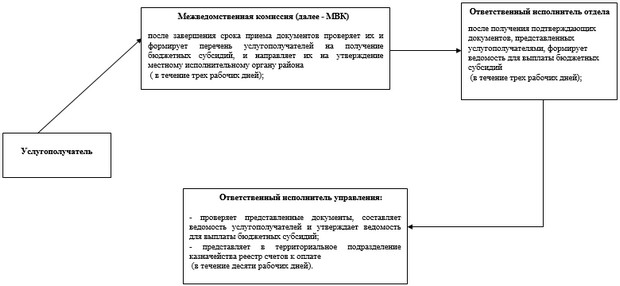 Межведомственная комиссия (далее - МВК)
после завершения срока приема документов проверяет их и
формирует перечень услугополучателей на получение
бюджетных субсидий, и направляет их на утверждение
местному исполнительному органу района
( в течение трех рабочих дней);
Ответственный исполнитель отдела
после получения подтверждающих
документов, представленных
услугополучателями, формирует
ведомость для выплаты бюджетных
субсидий
(в течение трех рабочих дней);
Услугополучатель
Ответственный исполнитель управления:
- проверяет представленные документы, составляет
ведомость услугополучателей и утверждает ведомость
для выплаты бюджетных субсидий;
- представляет в территориальное подразделение
казначейства реестр счетов к оплате
(в течение десяти рабочих дней).